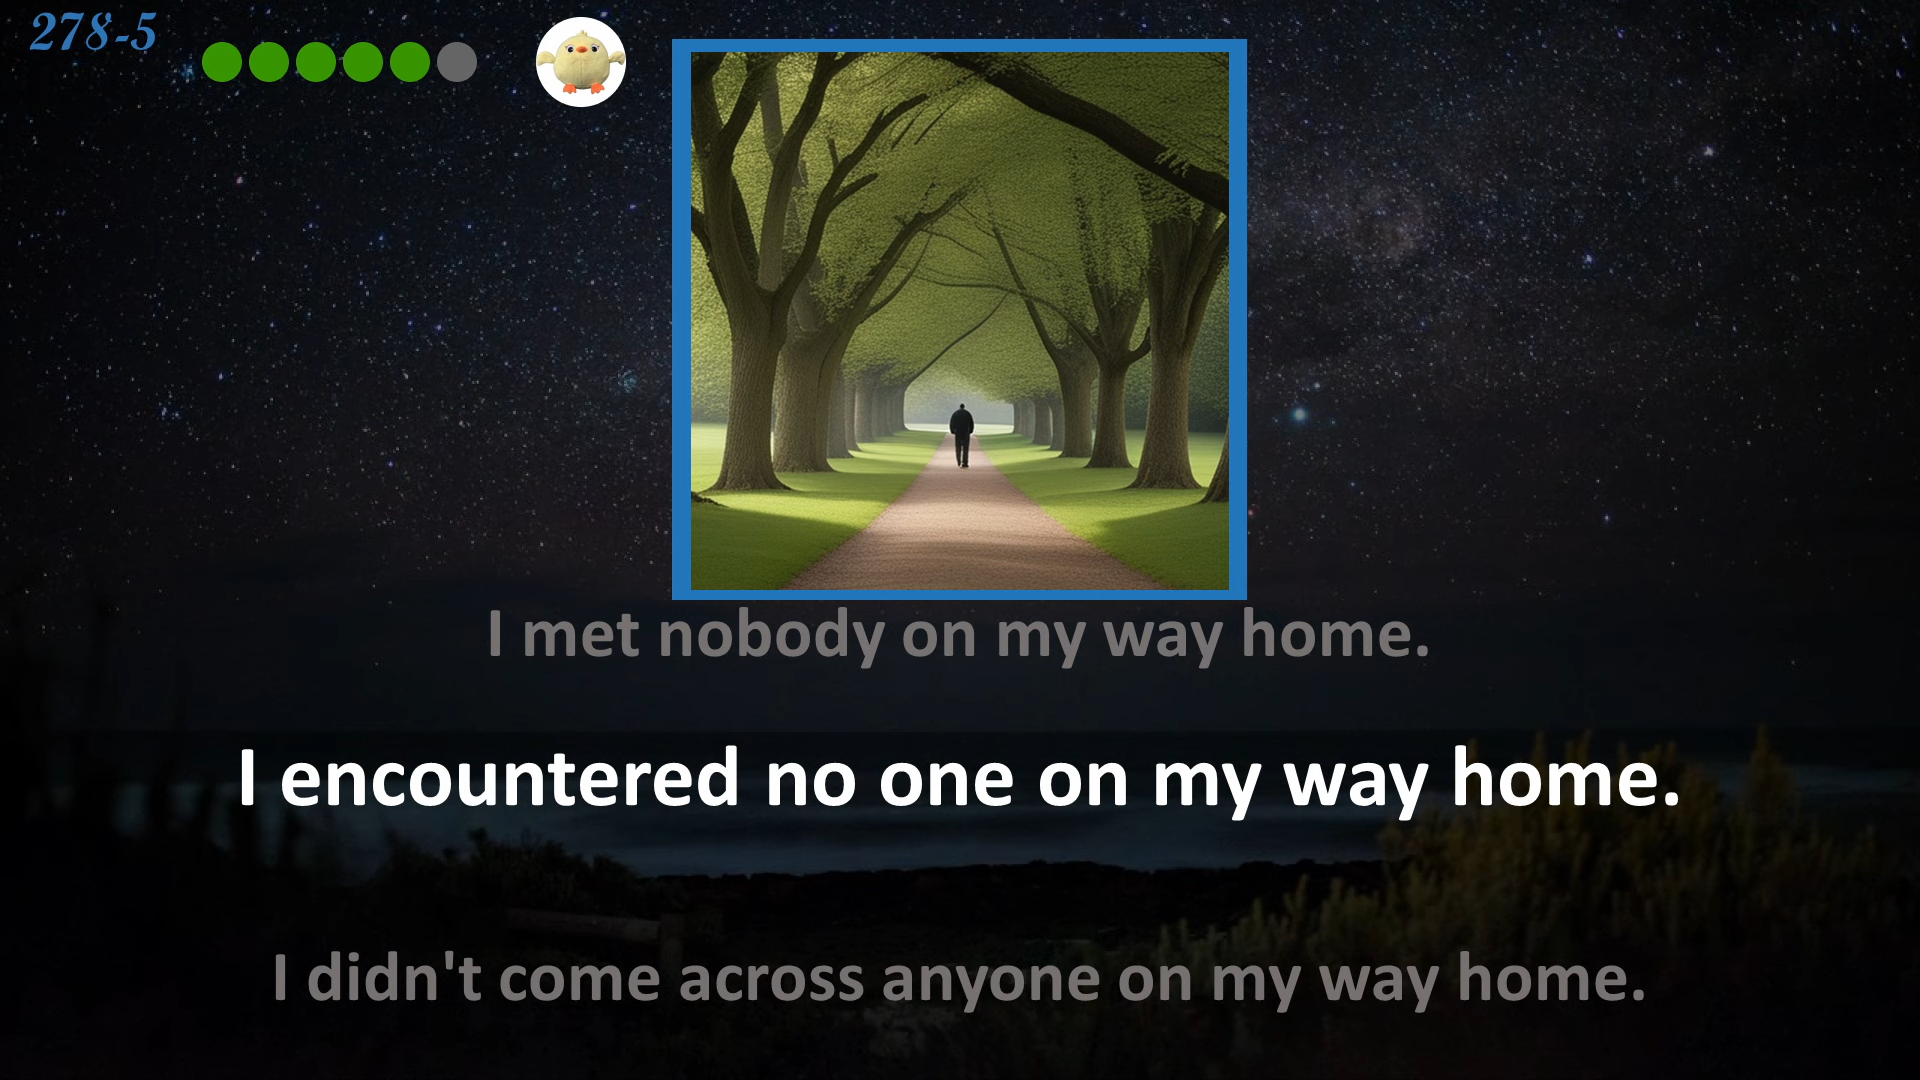 278-5
I met nobody on my way home.
I encountered no one on my way home.
I didn't come across anyone on my way home.